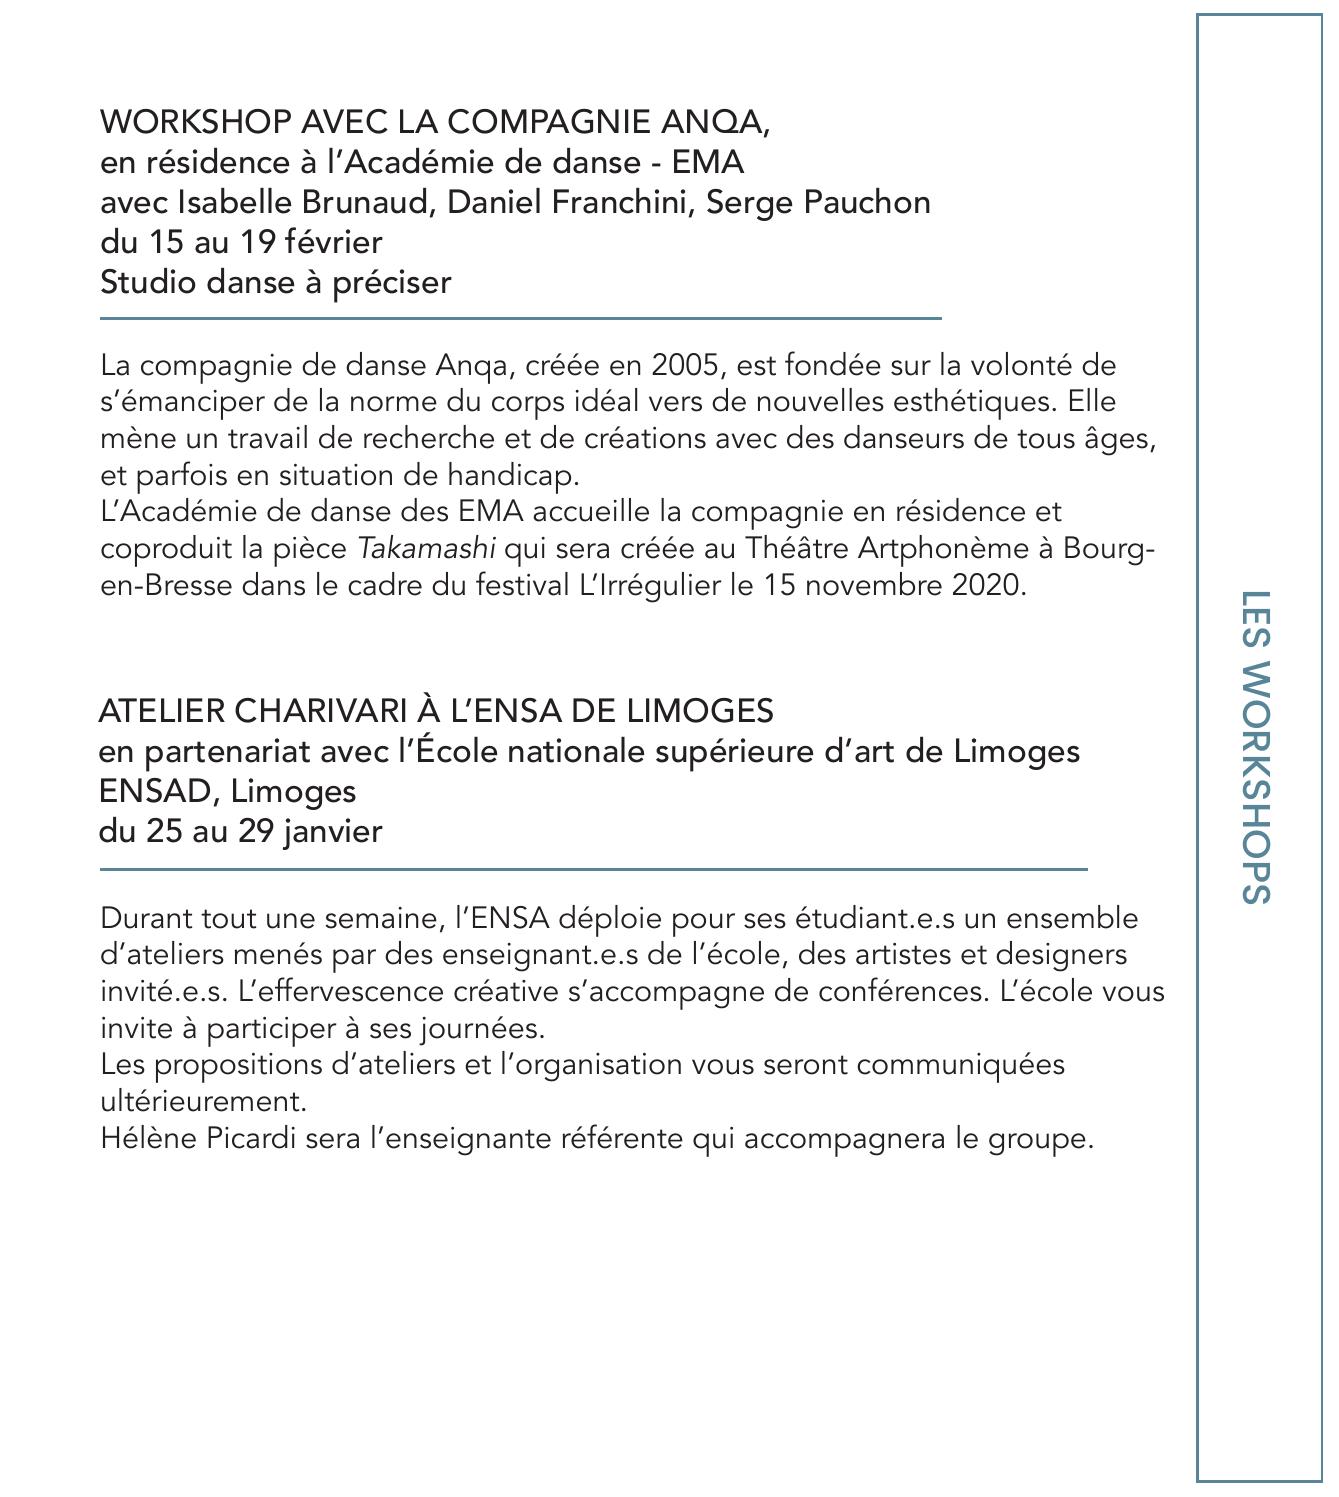 WORKSHOP AVEC LA COMPAGNIE ANQA,
en résidence à l’Académie de danse - EMA
avec Isabelle Brunaud, Daniel Franchini, Serge Pauchon
du 15 au 19 février
Studio danse à préciser
La compagnie de danse Anqa, créée en 2005, est fondée sur la volonté de
s’émanciper de la norme du corps idéal vers de nouvelles esthétiques. Elle
mène un travail de recherche et de créations avec des danseurs de tous âges,
et parfois en situation de handicap.
L’Académie de danse des EMA accueille la compagnie en résidence et
coproduit la pièce Takamashi qui sera créée au Théâtre Artphonème à Bourg-
en-Bresse dans le cadre du festival L’Irrégulier le 15 novembre 2020.
ATELIER CHARIVARI À L’ENSA DE LIMOGES
en partenariat avec l’École nationale supérieure d’art de Limoges
ENSAD, Limoges
du 25 au 29 janvier
Durant tout une semaine, l’ENSA déploie pour ses étudiant.e.s un ensemble
d’ateliers menés par des enseignant.e.s de l’école, des artistes et designers
invité.e.s. L’effervescence créative s’accompagne de conférences. L’école vous
invite à participer à ses journées.
Les propositions d’ateliers et l’organisation vous seront communiquées
ultérieurement.
Hélène Picardi sera l’enseignante référente qui accompagnera le groupe.
LES WORKSHOPS